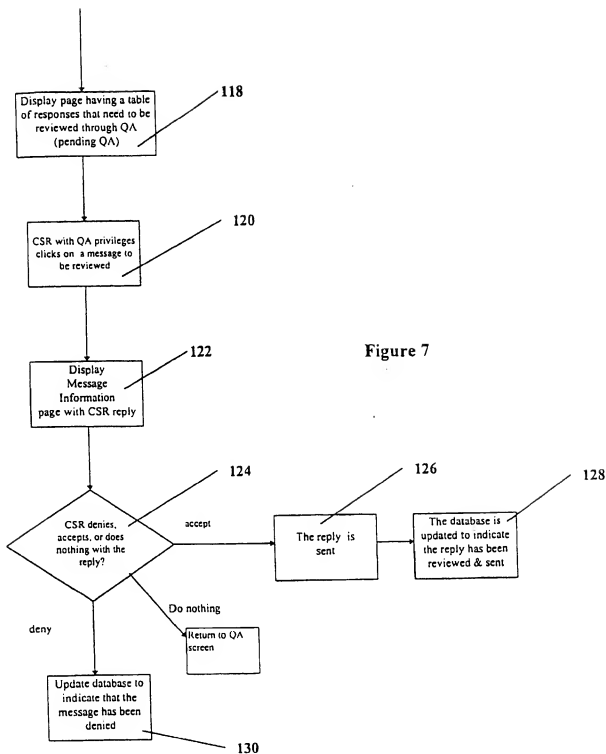 118
Display page having a table
of responses that need to be
reviewed through QA
(pending QA)
120
CSR with QA privileges
clicks on a message to
be reviewed
122
Display
Message
Information
page with CSR reply
Figure 7
124
CSR denies,
accepts, or does
nothing with the
reply?
accept
126
The reply is
sent
128
The database is
updated to indicate
the reply has been
reviewed & sent
Do nothing
Return to QA
screen
deny
Update database to
indicate that the
message has been
denied
130